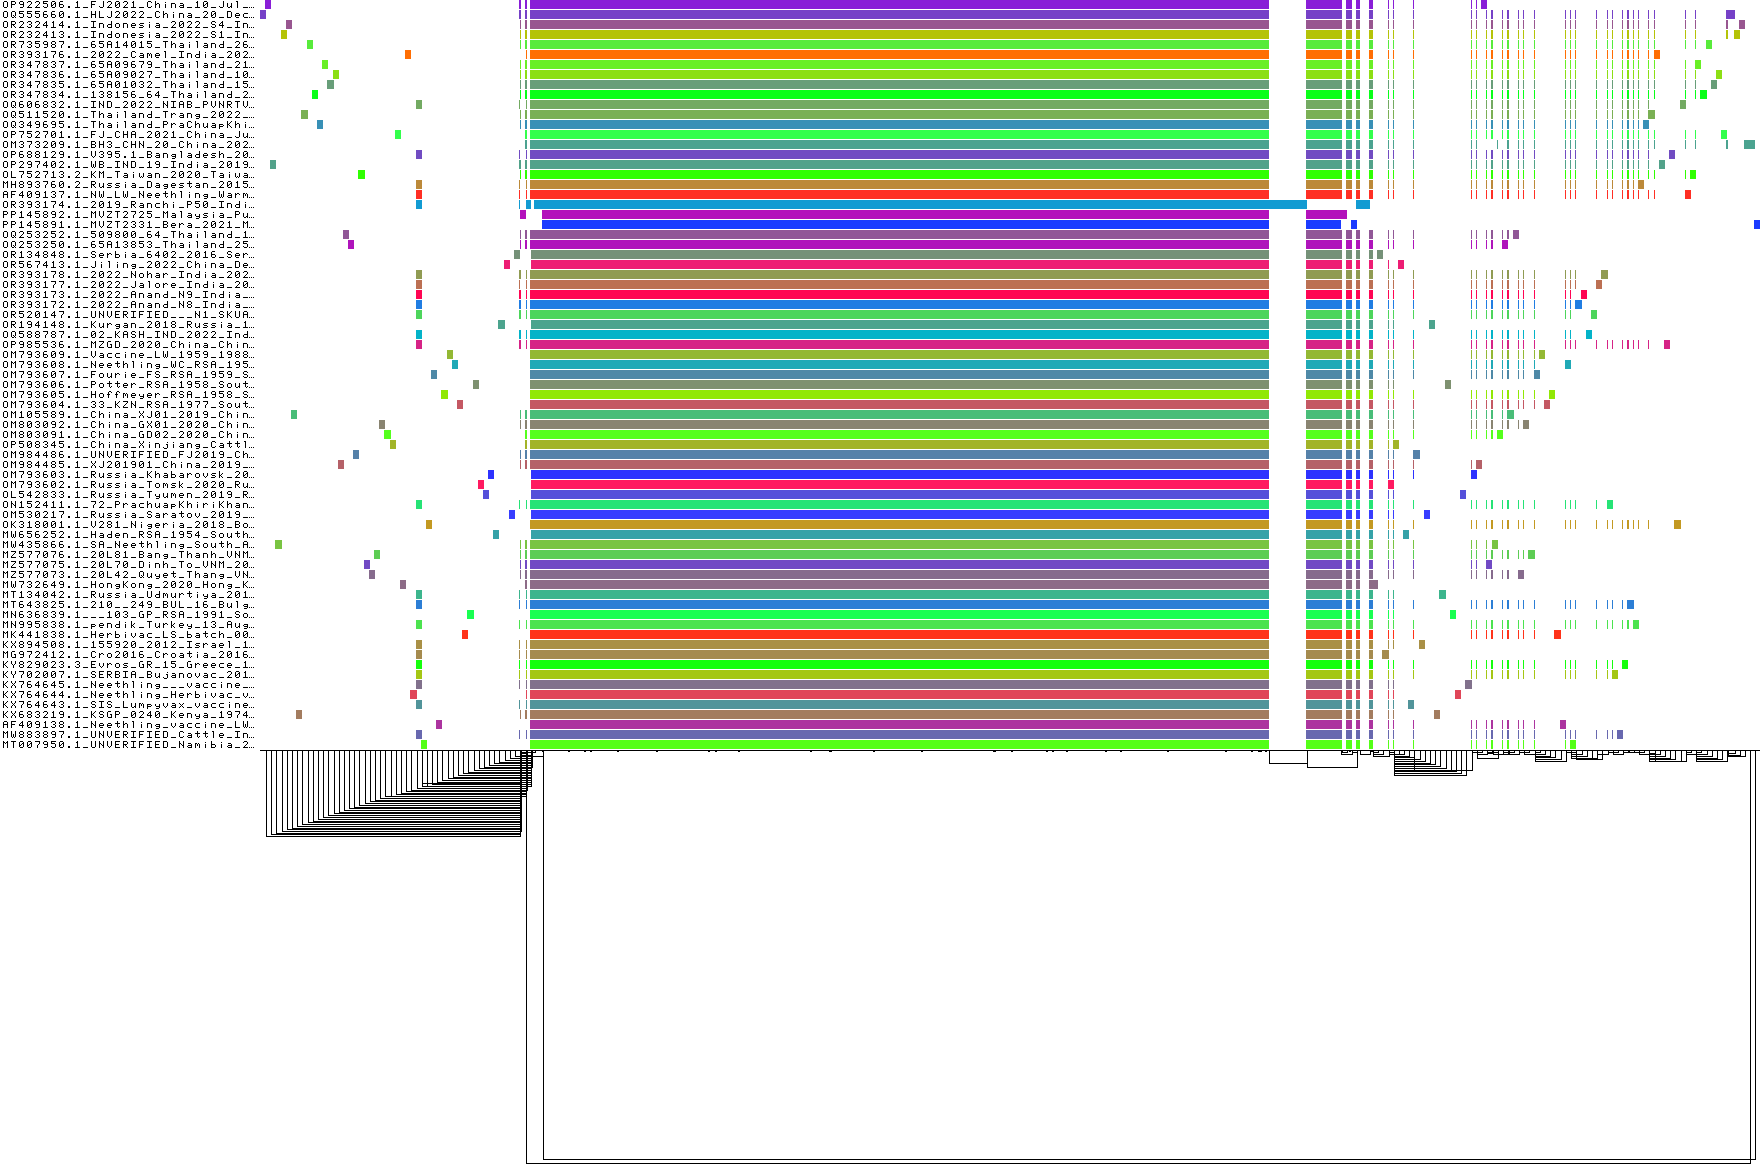 OP922506.1_FJ2021_China_10_Jul_…
OQ555660.1_HLJ2022_China_20_Dec…
OR232414.1_Indonesia_2022_S4_In…
OR232413.1_Indonesia_2022_S1_In…
OR735987.1_65A14015_Thailand_26…
OR393176.1_2022_Camel_India_202…
OR347837.1_65A09679_Thailand_21…
OR347836.1_65A09027_Thailand_10…
OR347835.1_65A01032_Thailand_15…
OR347834.1_138156_64_Thailand_2…
OQ606832.1_IND_2022_NIAB_PVNRTV…
OQ511520.1_Thailand_Trang_2022_…
OQ349695.1_Thailand_PraChuapKhi…
OP752701.1_FJ_CHA_2021_China_Ju…
OM373209.1_BH3_CHN_20_China_202…
OP688129.1_V395.1_Bangladesh_20…
OP297402.1_WB_IND_19_India_2019…
OL752713.2_KM_Taiwan_2020_Taiwa…
MH893760.2_Russia_Dagestan_2015…
AF409137.1_NW_LW_Neethling_Warm…
OR393174.1_2019_Ranchi_P50_Indi…
PP145892.1_MVZT2725_Malaysia_Pu…
PP145891.1_MVZT2331_Bera_2021_M…
OQ253252.1_509800_64_Thailand_1…
OQ253250.1_65A13853_Thailand_25…
OR134848.1_Serbia_6402_2016_Ser…
OR567413.1_Jiling_2022_China_De…
OR393178.1_2022_Nohar_India_202…
OR393177.1_2022_Jalore_India_20…
OR393173.1_2022_Anand_N9_India_…
OR393172.1_2022_Anand_N8_India_…
OR520147.1_UNVERIFIED___N1_SKUA…
OR194148.1_Kurgan_2018_Russia_1…
OQ588787.1_02_KASH_IND_2022_Ind…
OP985536.1_MZGD_2020_China_Chin…
OM793609.1_Vaccine_LW_1959_1988…
OM793608.1_Neethling_WC_RSA_195…
OM793607.1_Fourie_FS_RSA_1959_S…
OM793606.1_Potter_RSA_1958_Sout…
OM793605.1_Hoffmeyer_RSA_1958_S…
OM793604.1_33_KZN_RSA_1977_Sout…
OM105589.1_China_XJ01_2019_Chin…
OM803092.1_China_GX01_2020_Chin…
OM803091.1_China_GD02_2020_Chin…
OP508345.1_China_Xinjiang_Cattl…
OM984486.1_UNVERIFIED_FJ2019_Ch…
OM984485.1_XJ201901_China_2019_…
OM793603.1_Russia_Khabarovsk_20…
OM793602.1_Russia_Tomsk_2020_Ru…
OL542833.1_Russia_Tyumen_2019_R…
ON152411.1_72_PrachuapKhiriKhan…
OM530217.1_Russia_Saratov_2019_…
OK318001.1_V281_Nigeria_2018_Bo…
MW656252.1_Haden_RSA_1954_South…
MW435866.1_SA_Neethling_South_A…
MZ577076.1_20L81_Bang_Thanh_VNM…
MZ577075.1_20L70_Dinh_To_VNM_20…
MZ577073.1_20L42_Quyet_Thang_VN…
MW732649.1_HongKong_2020_Hong_K…
MT134042.1_Russia_Udmurtiya_201…
MT643825.1_210__249_BUL_16_Bulg…
MN636839.1___103_GP_RSA_1991_So…
MN995838.1_pendik_Turkey_13_Aug…
MK441838.1_Herbivac_LS_batch_00…
KX894508.1_155920_2012_Israel_1…
MG972412.1_Cro2016_Croatia_2016…
KY829023.3_Evros_GR_15_Greece_1…
KY702007.1_SERBIA_Bujanovac_201…
KX764645.1_Neethling___vaccine_…
KX764644.1_Neethling_Herbivac_v…
KX764643.1_SIS_Lumpyvax_vaccine…
KX683219.1_KSGP_0240_Kenya_1974…
AF409138.1_Neethling_vaccine_LW…
MW883897.1_UNVERIFIED_Cattle_In…
MT007950.1_UNVERIFIED_Namibia_2…